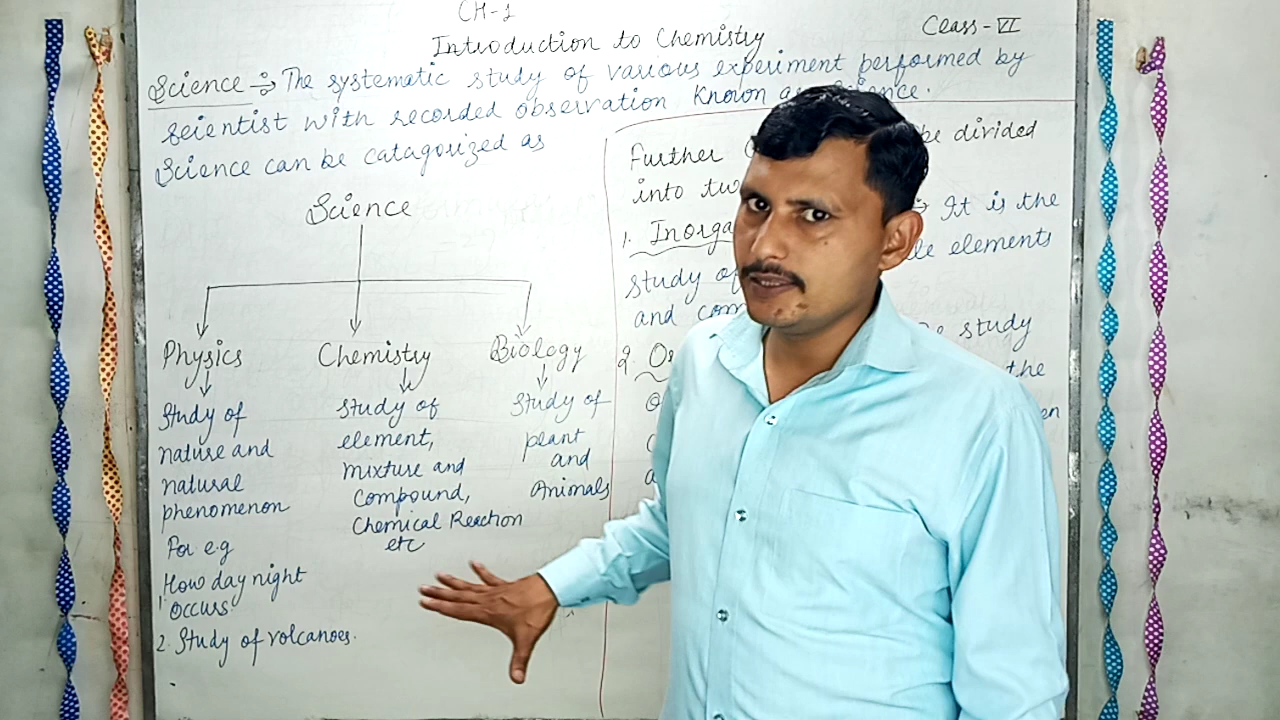 CH-1
Introduction to Chemistry
Class-VI
Science → The systematic study of various experiment performed by
scientist with recorded observation known as Science.
Science can be catagorized as
Science
Physics
Chemistry
Biology
Study of
nature and
natural
phenomenon
For e.g
1. How day night
occurs
2. Study of volcanoes.
Study of
element,
mixture and
compound,
Chemical Reaction
etc
Study of
plant
and
Animals
Further be divided
into
1. It is the
Study of elements
and
2. study
the